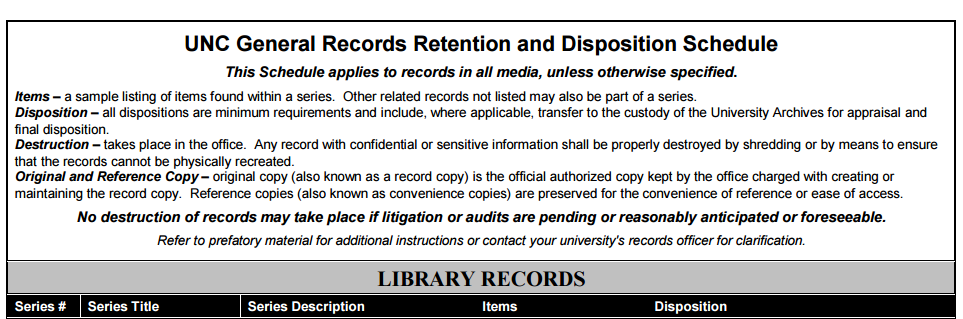 UNC General Records Retention and Disposition Schedule
This Schedule applies to records in all media, unless otherwise specified.
Items – a sample listing of items found within a series.  Other related records not listed may also be part of a series.
Disposition – all dispositions are minimum requirements and include, where applicable, transfer to the custody of the University Archives for appraisal and
final disposition.
Destruction – takes place in the office.  Any record with confidential or sensitive information shall be properly destroyed by shredding or by means to ensure
that the records cannot be physically recreated.
Original and Reference Copy – original copy (also known as a record copy) is the official authorized copy kept by the office charged with creating or
maintaining the record copy.  Reference copies (also known as convenience copies) are preserved for the convenience of reference or ease of access.
No destruction of records may take place if litigation or audits are pending or reasonably anticipated or foreseeable.
Refer to prefatory material for additional instructions or contact your university's records officer for clarification.
LIBRARY RECORDS
Series # Series Title Series Description Items Disposition